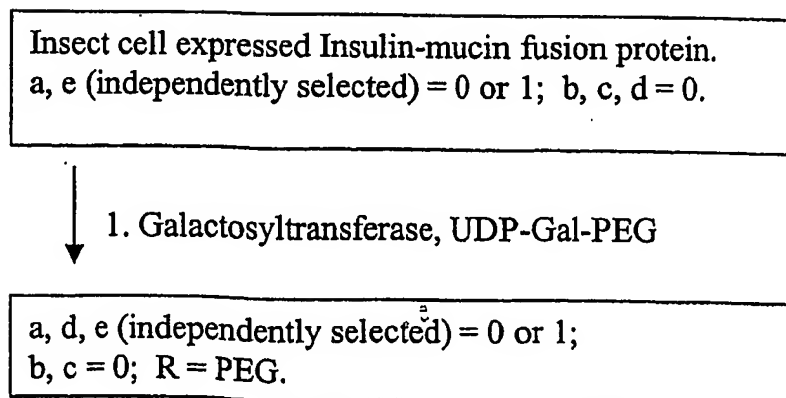 Insect cell expressed Insulin-mucin fusion protein.
a, e (independently selected) = 0 or 1; b, c, d = 0.
1. Galactosyltransferase, UDP-Gal-PEG
a, d, e (independently selected) = 0 or 1;
b, c = 0; R = PEG.